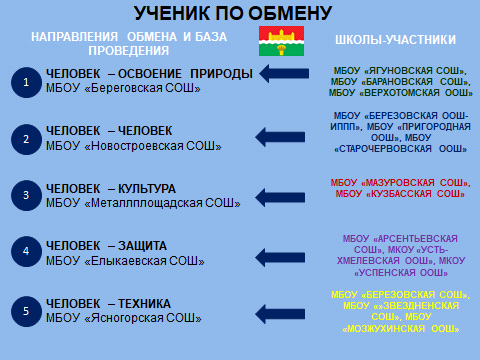 УЧЕНИК ПО ОБМЕНУ
НАПРАВЛЕНИЯ ОБМЕНА И БАЗА
ПРОВЕДЕНИЯ
ШКОЛЫ-УЧАСТНИКИ
1
ЧЕЛОВЕК – ОСВОЕНИЕ ПРИРОДЫ
МБОУ «Береговская СОШ»
МБОУ «ЯГУНОВСКАЯ СОШ»,
МБОУ «БАРАНОВСКАЯ СОШ»,
МБОУ «ВЕРХОТОМСКАЯ ООШ»
2
ЧЕЛОВЕК – ЧЕЛОВЕК
МБОУ «Новостроевская СОШ»
МБОУ «БЕРЕЗОВСКАЯ ООШ-
ИППП», МБОУ «ПРИГОРОДНАЯ
ООШ», МБОУ
«СТАРОЧЕРВОВСКАЯ ООШ»
3
ЧЕЛОВЕК – КУЛЬТУРА
МБОУ «Металлплощадская СОШ»
МБОУ «МАЗУРОВСКАЯ СОШ»,
МБОУ «КУЗБАССКАЯ СОШ»
4
ЧЕЛОВЕК – ЗАЩИТА
МБОУ «Елыкаевская СОШ»
МБОУ «АРСЕНТЬЕВСКАЯ
СОШ», МКОУ «УСТЬ-
ХМЕЛЕВСКАЯ ООШ», МКОУ
«УСПЕНСКАЯ ООШ»
5
ЧЕЛОВЕК – ТЕХНИКА
МБОУ «Ясногорская СОШ»
МБОУ «БЕРЕЗОВСКАЯ СОШ»,
МБОУ «»ЗВЕЗДНЕНСКАЯ
СОШ», МБОУ
«МОЗЖУХИНСКАЯ ООШ»